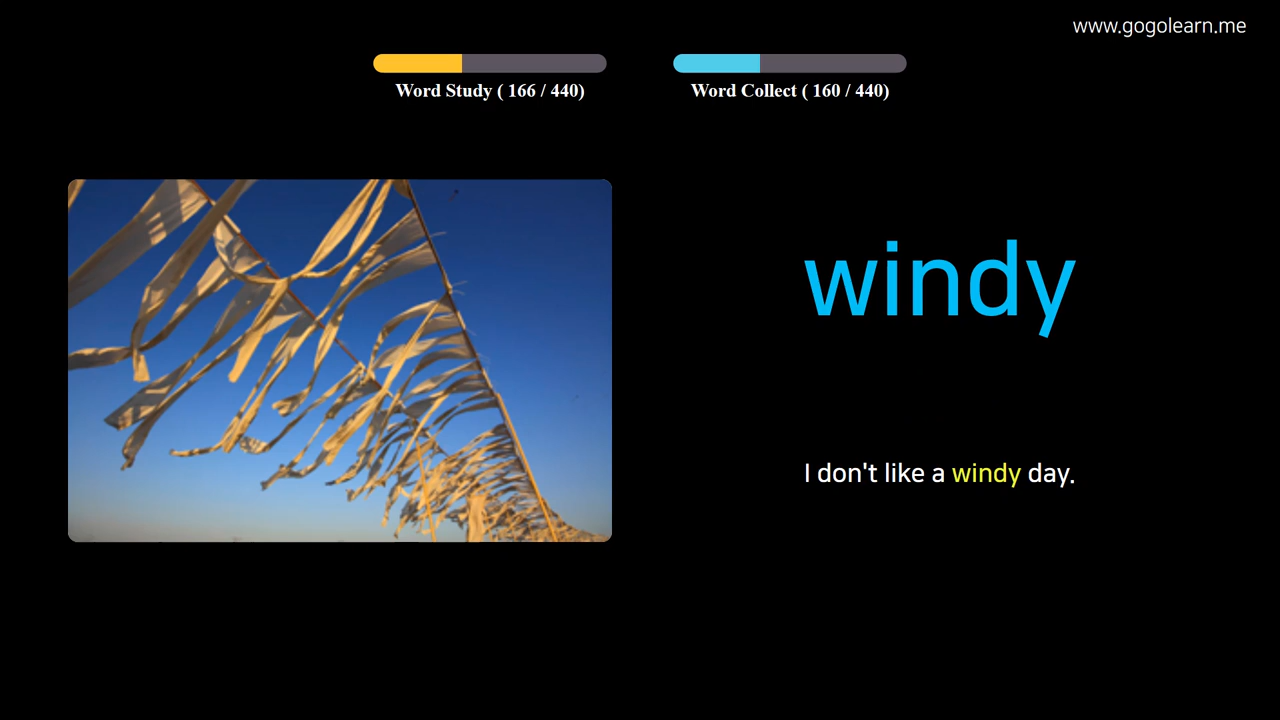 www.gogolearn.me
Word Study ( 166 / 440)
Word Collect ( 160 / 440)
windy
I don't like a windy day.